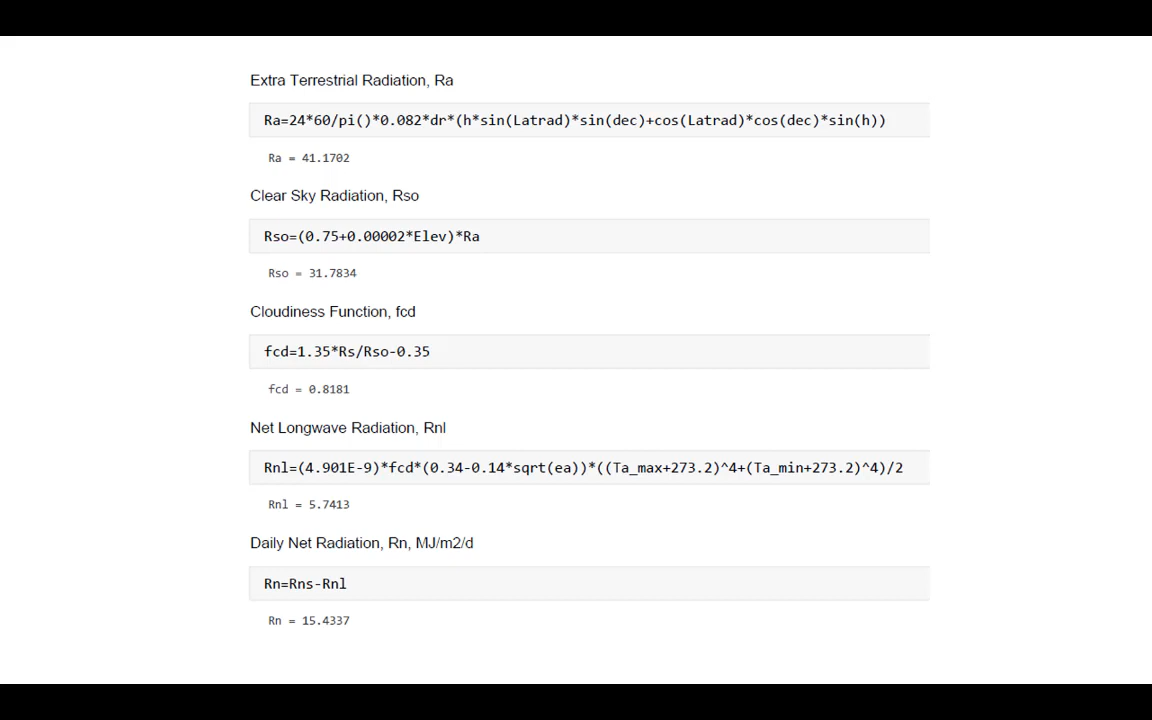 Extra Terrestrial Radiation, Ra
Ra=24*60/pi()*0.082*dr*(h*sin(Latrad)*sin(dec)+cos(Latrad)*cos(dec)*sin(h))
Ra = 41.1702
Clear Sky Radiation, Rso
Rso=(0.75+0.00002*Elev)*Ra
Rso = 31.7834
Cloudiness Function, fcd
fcd=1.35*Rs/Rso-0.35
fcd = 0.8181
Net Longwave Radiation, Rnl
Rnl=(4.901E-9)*fcd*(0.34-0.14*sqrt(ea))*((Ta_max+273.2)^4+(Ta_min+273.2)^4)/2
Rnl = 5.7413
Daily Net Radiation, Rn, MJ/m2/d
Rn=Rns-Rnl
Rn = 15.4337